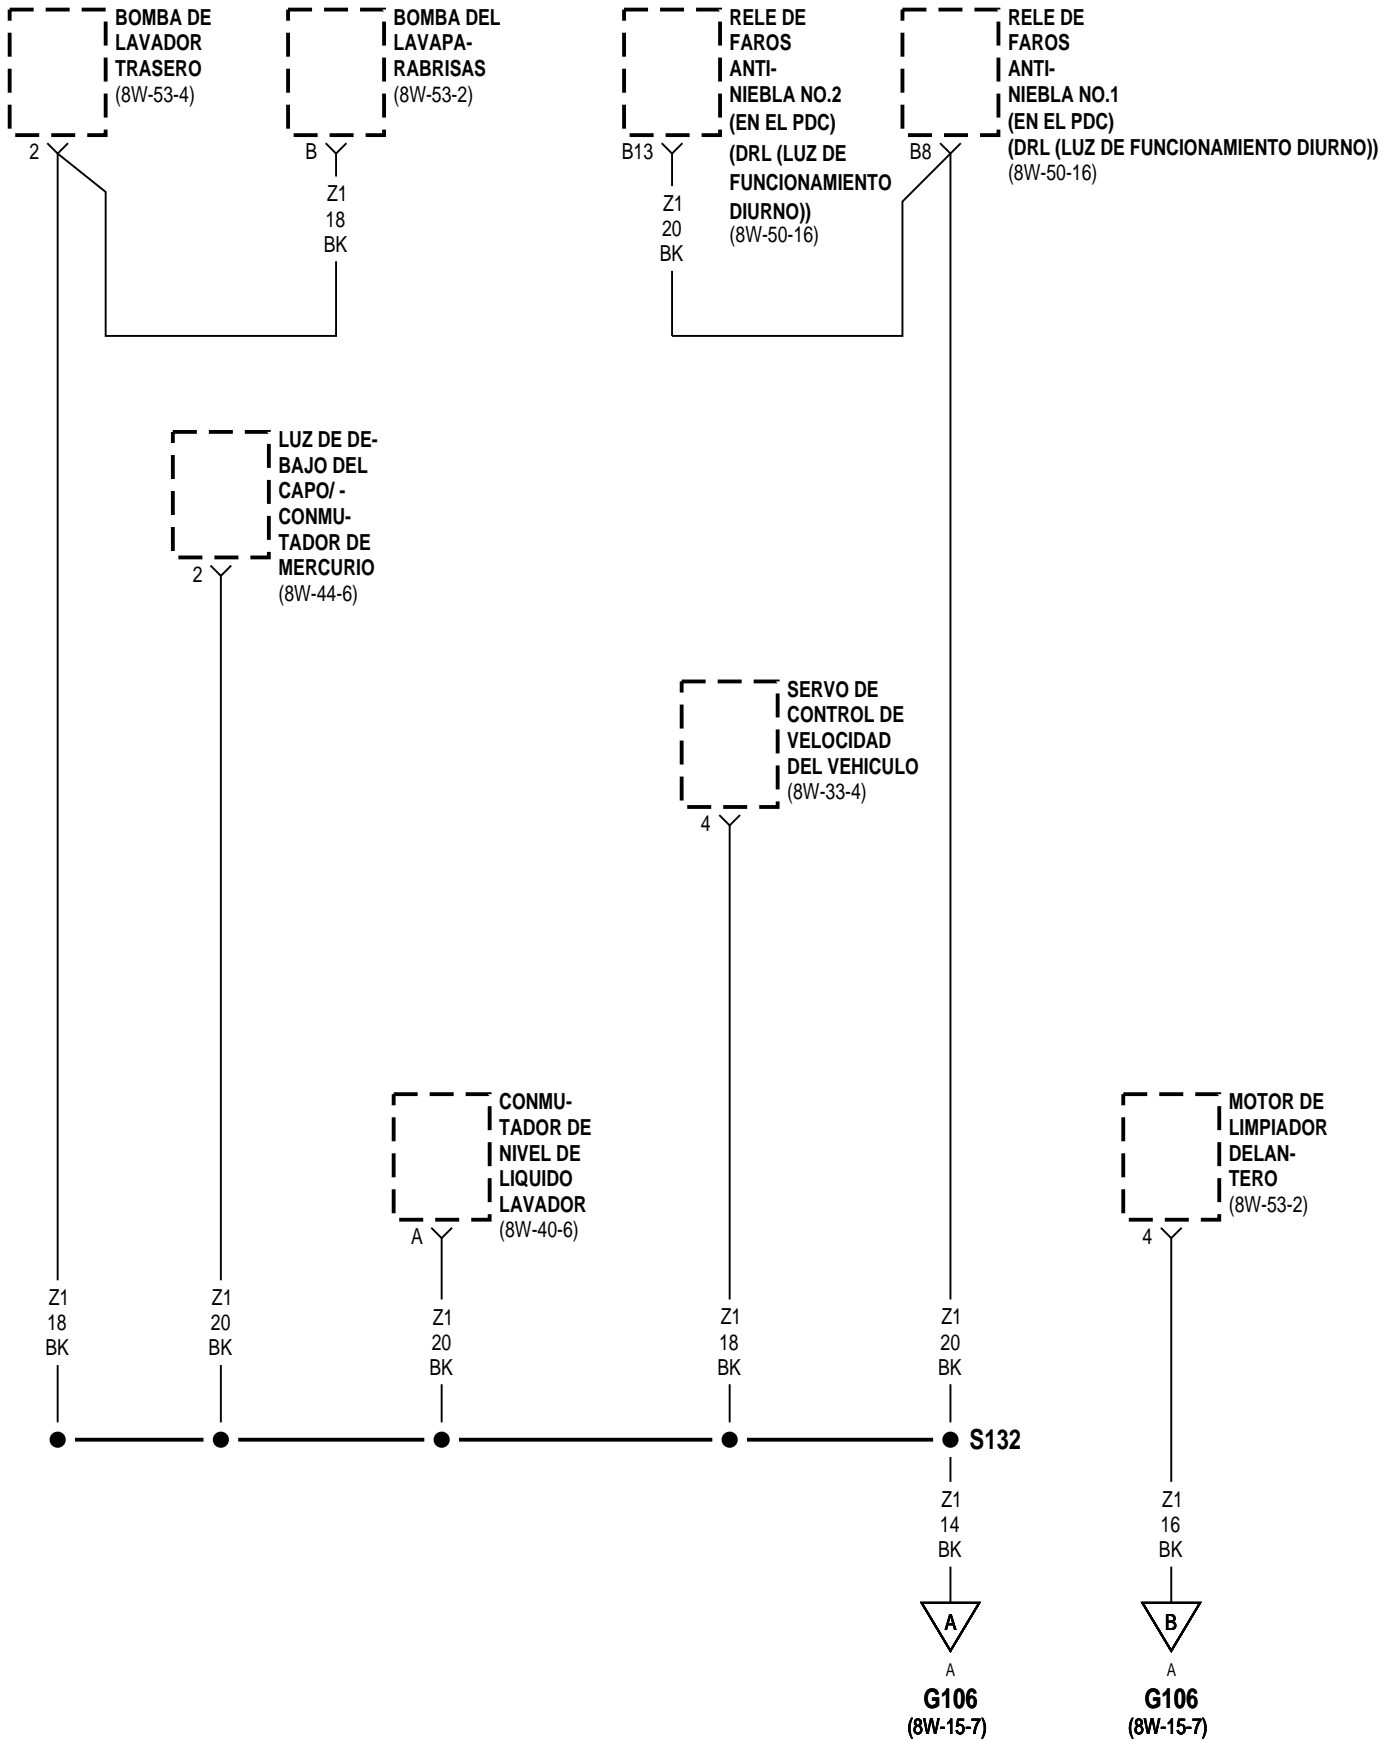 BOMBA DE
LAVADOR
TRASERO
(8W-53-4)
2
BOMBA DEL
LAVAPA-
RABRISAS
(8W-53-2)
B
Z1
18
BK
RELE DE
FAROS
ANTI-
NIEBLA NO.2
(EN EL PDC)
(DRL (LUZ DE
FUNCIONAMIENTO
DIURNO))
(8W-50-16)
B13
Z1
20
BK
RELE DE
FAROS
ANTI-
NIEBLA NO.1
(EN EL PDC)
(DRL (LUZ DE FUNCIONAMIENTO DIURNO))
(8W-50-16)
B8
LUZ DE DE-
BAJO DEL
CAPO/ -
CONMU-
TADOR DE
MERCURIO
(8W-44-6)
2
SERVO DE
CONTROL DE
VELOCIDAD
DEL VEHICULO
(8W-33-4)
4
CONMU-
TADOR DE
NIVEL DE
LIQUIDO
LAVADOR
(8W-40-6)
A
MOTOR DE
LIMPIADOR
DELAN-
TERO
(8W-53-2)
4
Z1
18
BK
Z1
20
BK
Z1
20
BK
Z1
18
BK
Z1
20
BK
S132
Z1
14
BK
A
A
G106
(8W-15-7)
Z1
16
BK
B
A
G106
(8W-15-7)